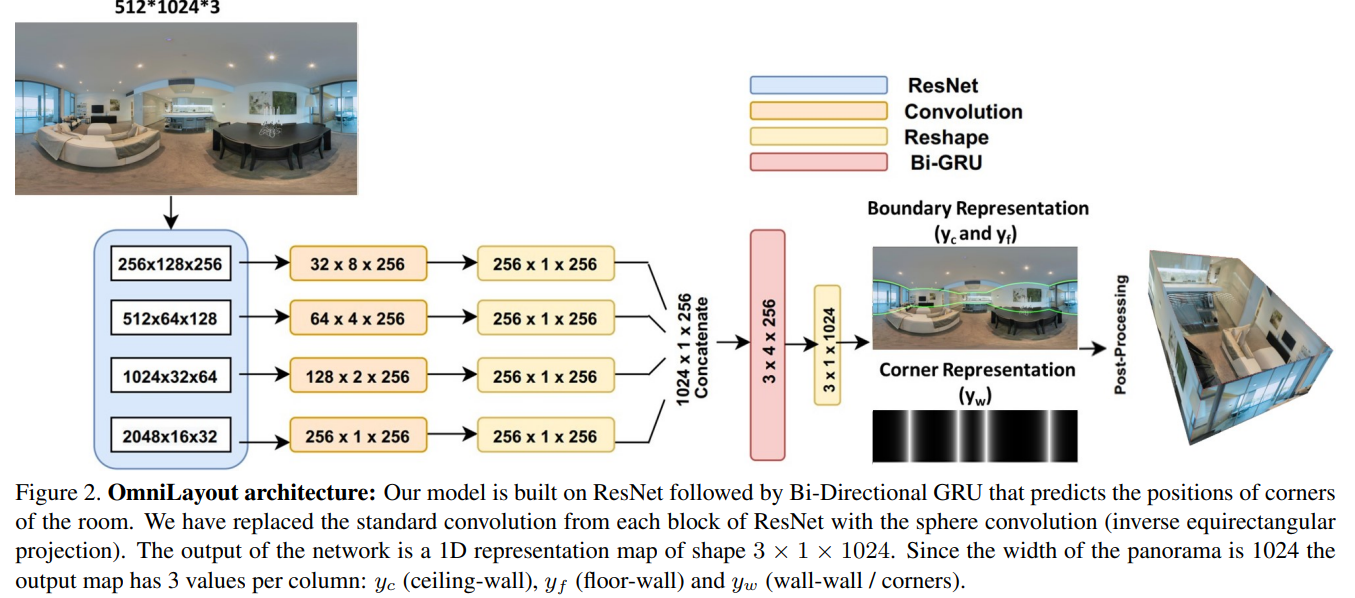 512*1024*3
ResNet
Convolution
Reshape
Bi-GRU
256x128x256
32 x 8 x 256
256 x 1 x 256
512x64x128
64 x 4 x 256
256 x 1 x 256
1024x32x64
128 x 2 x 256
256 x 1 x 256
2048x16x32
256 x 1 x 256
256 x 1 x 256
1024 x 1 x 256
Concatenate
3 x 4 x 256
3 x 1 x 1024
Boundary Representation
(y_c and y_f)
Corner Representation
(y_w)
Post-Processing
Figure 2. OmniLayout architecture: Our model is built on ResNet followed by Bi-Directional GRU that predicts the positions of corners
of the room. We have replaced the standard convolution from each block of ResNet with the sphere convolution (inverse equirectangular
projection). The output of the network is a 1D representation map of shape 3 × 1 × 1024. Since the width of the panorama is 1024 the
output map has 3 values per column: y_c (ceiling-wall), y_f (floor-wall) and y_w (wall-wall / corners).